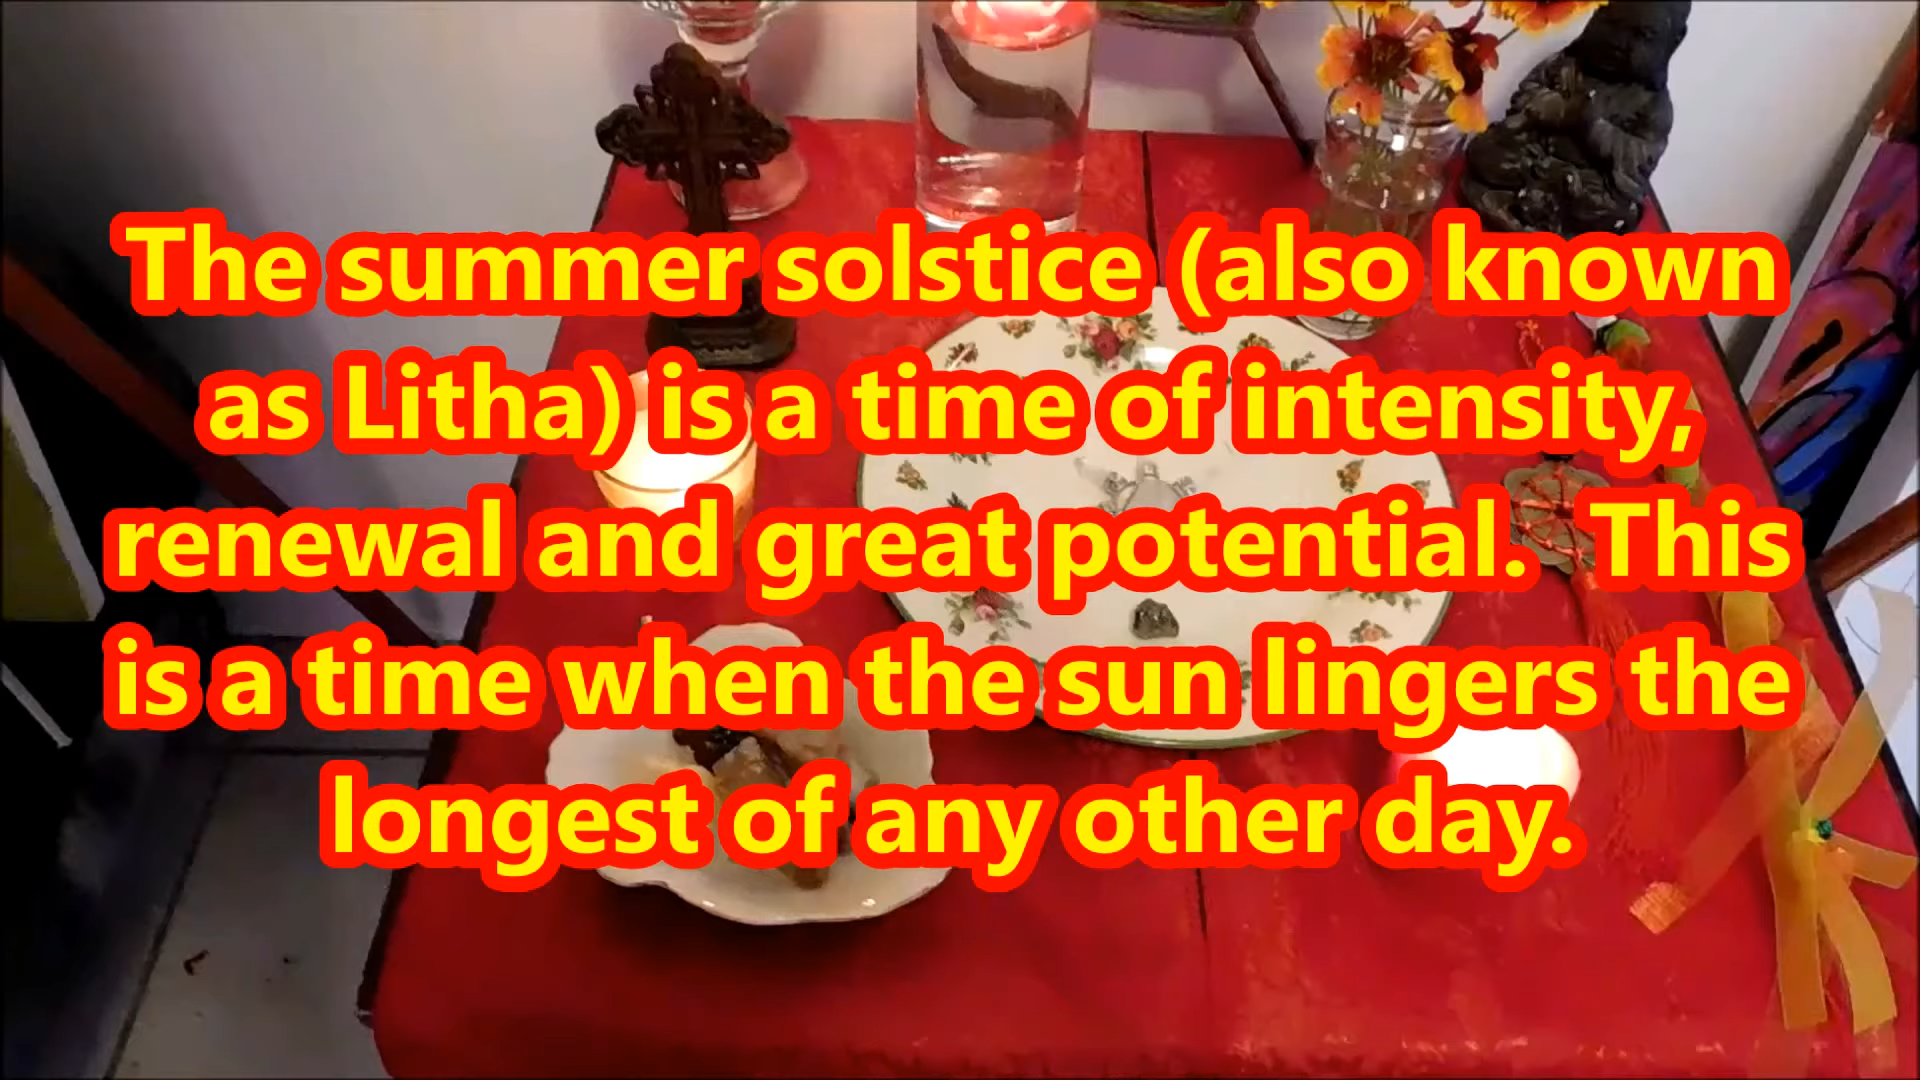 The summer solstice (also known
as Litha) is a time of intensity,
renewal and great potential.  This
is a time when the sun lingers the
longest of any other day.